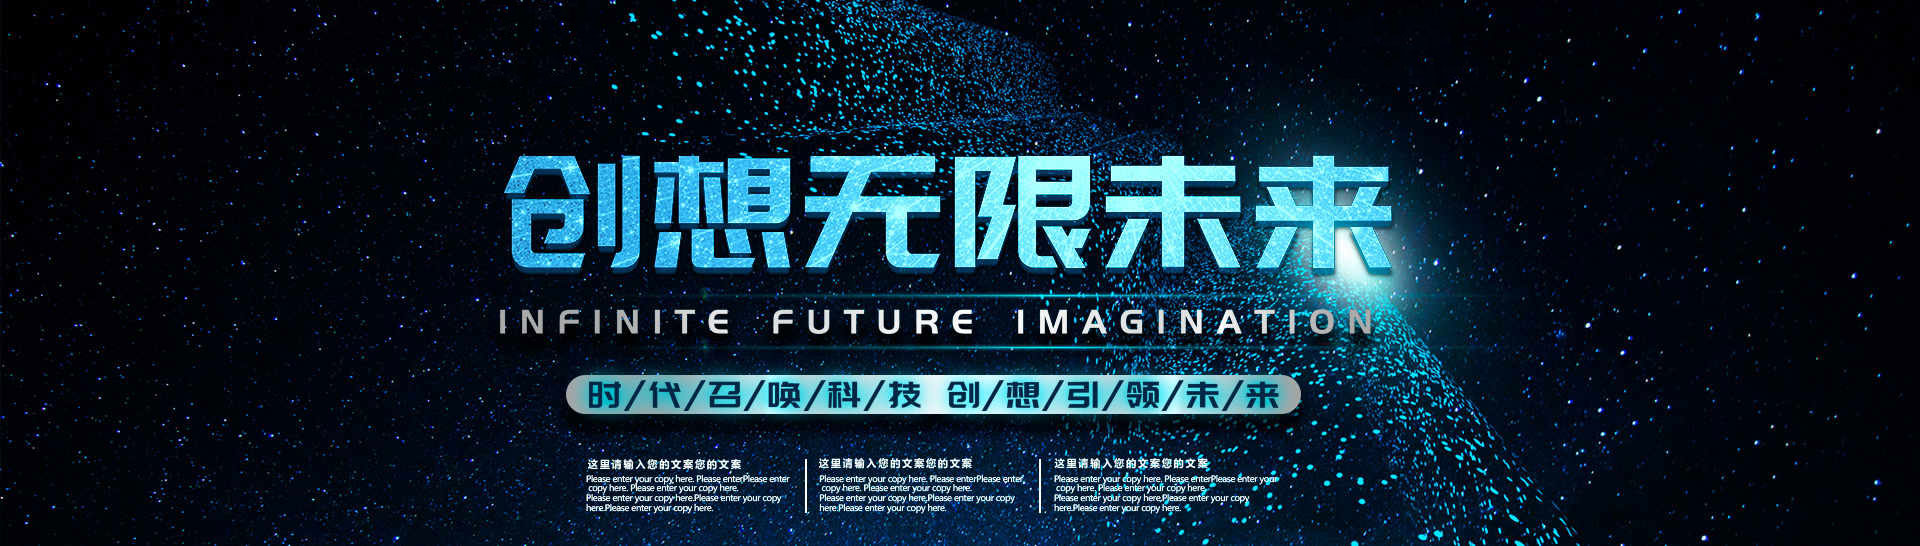 创想无限未来
INFINITE FUTURE IMAGINATION
时/代/召/唤/科/技 创/想/引/领/未/来
这里请输入您的文案您的文案
Please enter your copy here. Please enterPlease enter
copy here. Please enter your copy here.
Please enter your copy here.Please enter your copy
here.Please enter your copy here.
这里请输入您的文案您的文案
Please enter your copy here. Please enterPlease enter
copy here. Please enter your copy here.
Please enter your copy here.Please enter your copy
here.Please enter your copy here.
这里请输入您的文案您的文案
Please enter your copy here. Please enterPlease enter your
copy here. Please enter your copy here.
Please enter your copy here.Please enter your copy
here.Please enter your copy here.